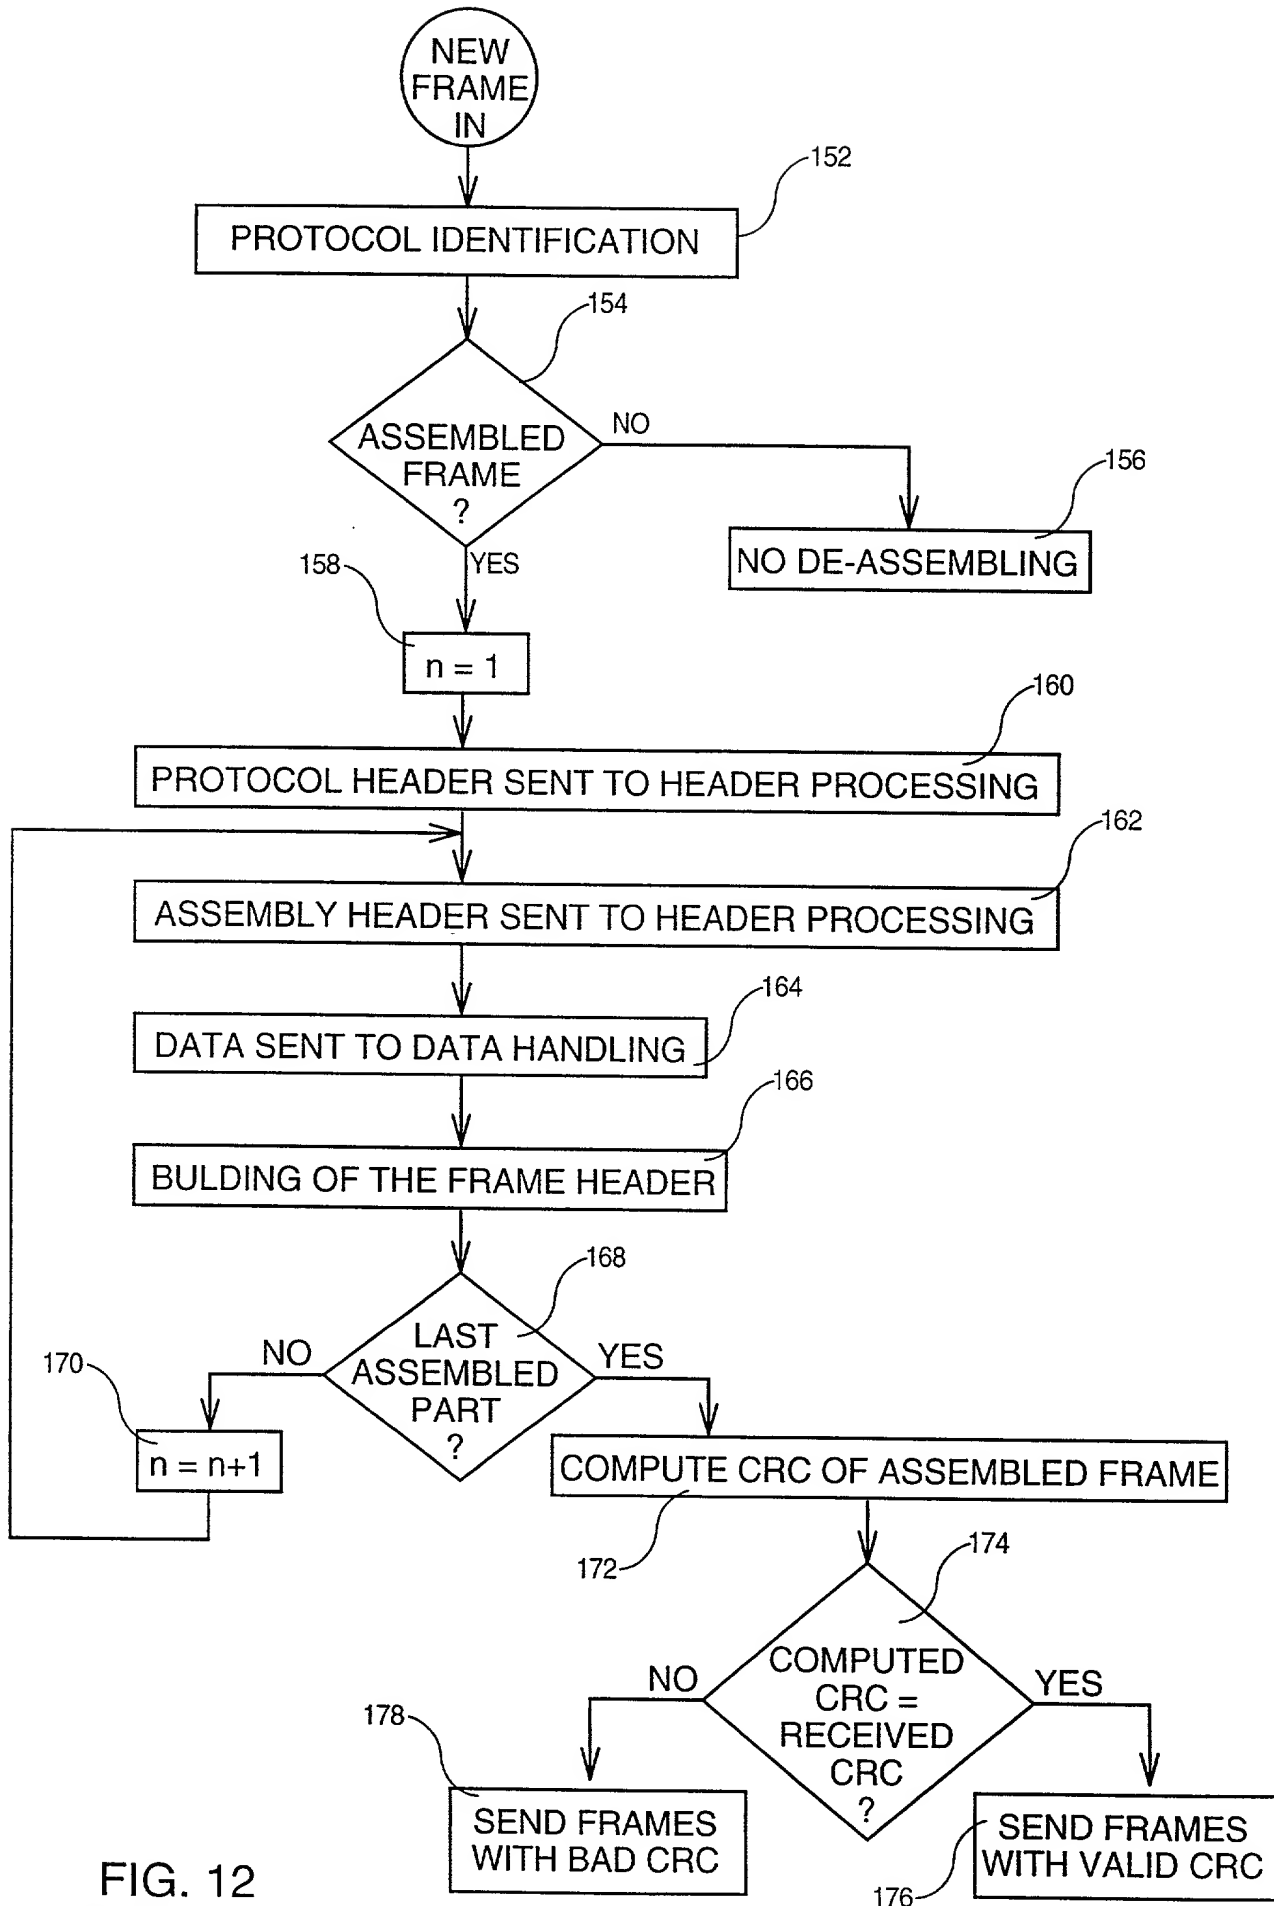 NEW
FRAME
IN
152
PROTOCOL IDENTIFICATION
154
ASSEMBLED
FRAME
?
NO
156
NO DE-ASSEMBLING
YES
158
n = 1
160
PROTOCOL HEADER SENT TO HEADER PROCESSING
162
ASSEMBLY HEADER SENT TO HEADER PROCESSING
164
DATA SENT TO DATA HANDLING
166
BULDING OF THE FRAME HEADER
168
LAST
ASSEMBLED
PART
?
NO
YES
170
n = n+1
COMPUTE CRC OF ASSEMBLED FRAME
172
174
COMPUTED
CRC =
RECEIVED
CRC
?
NO
YES
178
SEND FRAMES
WITH BAD CRC
SEND FRAMES
WITH VALID CRC
176
FIG. 12